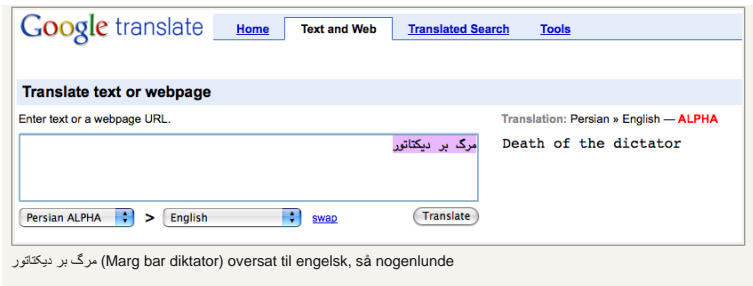 Google translate Home Text and Web Translated Search Tools
Translate text or webpage
Enter text or a webpage URL.
مرگ بر دیکتاتور
Persian ALPHA > English swap Translate
Translation: Persian » English — ALPHA
Death of the dictator
مرگ بر دیکتاتور (Marg bar diktator) oversat til engelsk, så nogenlunde